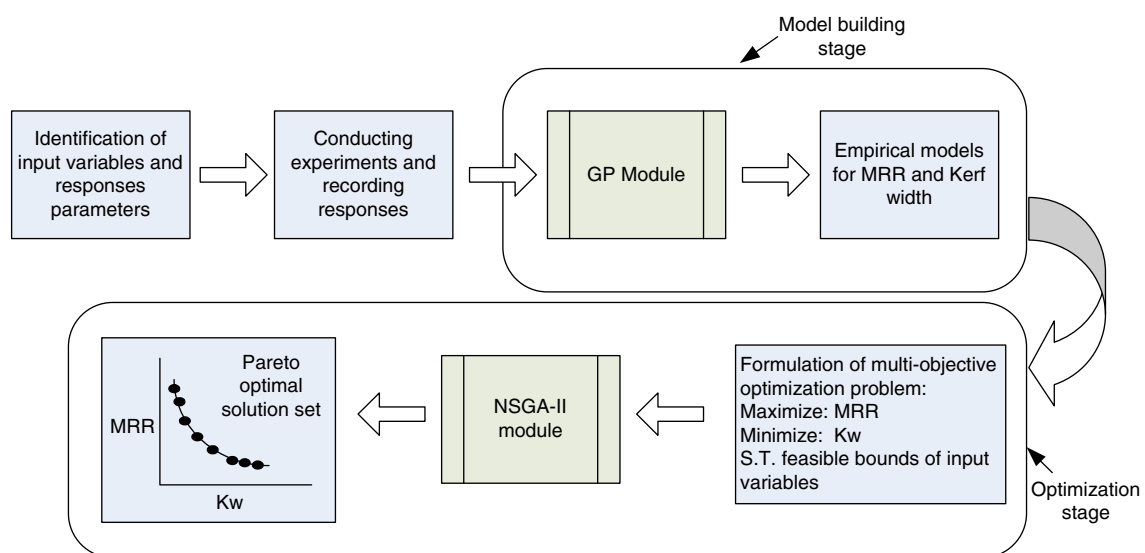 Model building
stage
Identification of
input variables and
responses
parameters
Conducting
experiments and
recording
responses
GP Module
Empirical models
for MRR and Kerf
width
Pareto
optimal
solution set
MRR
Kw
NSGA-II
module
Formulation of multi-objective
optimization problem:
Maximize: MRR
Minimize: Kw
S.T. feasible bounds of input
variables
Optimization
stage